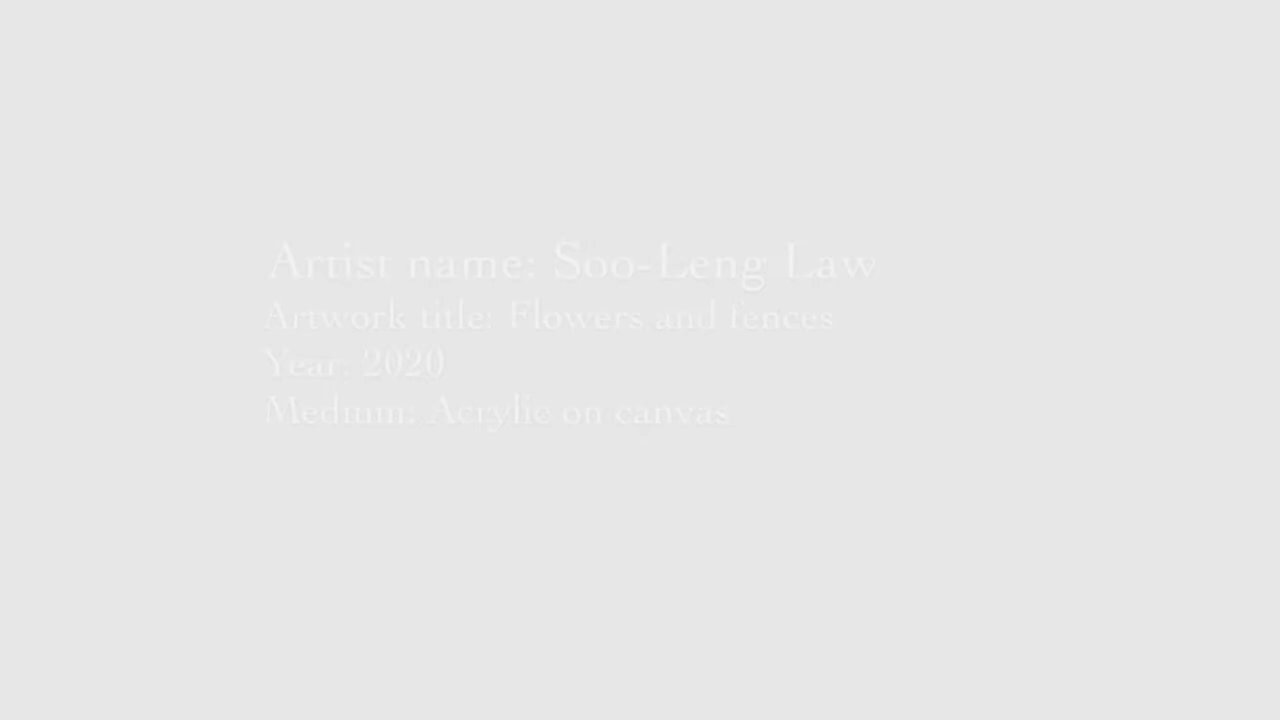 Artist name: Soo-Leng Law
Artwork title: Flowers and fences
Year: 2020
Medium: Acrylic on canvas